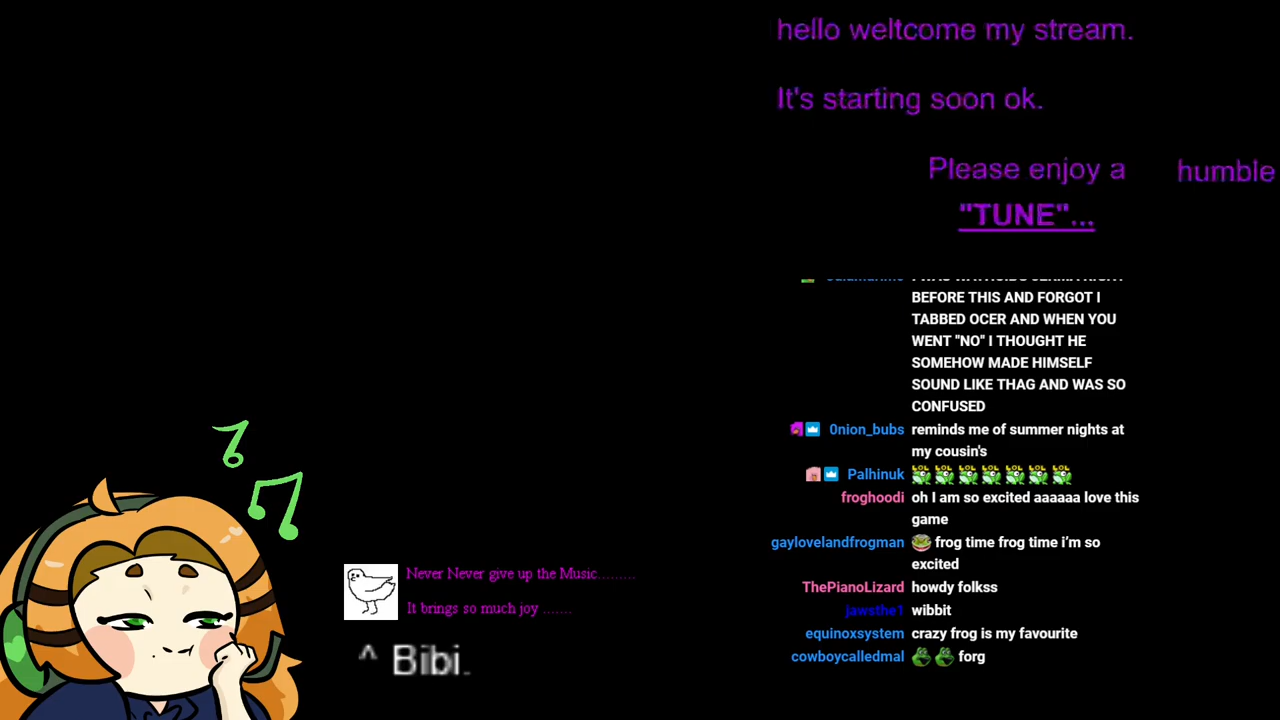 hello weltcome my stream.
It's starting soon ok.
Please enjoy a humble
"TUNE"...
BEFORE THIS AND FORGOT I
TABBED OCER AND WHEN YOU
WENT "NO" I THOUGHT HE
SOMEHOW MADE HIMSELF
SOUND LIKE THAG AND WAS SO
CONFUSED
0nion_bubs reminds me of summer nights at
my cousin's
Palhinuk
froghoodi oh I am so excited aaaaaa love this
game
gaylovelandfrogman frog time frog time i'm so
excited
ThePianoLizard howdy folkss
jawsthe1 wibbit
equinoxsystem crazy frog is my favourite
cowboycalledmal forg
Never Never give up the Music.........
It brings so much joy .......
^ Bibi.